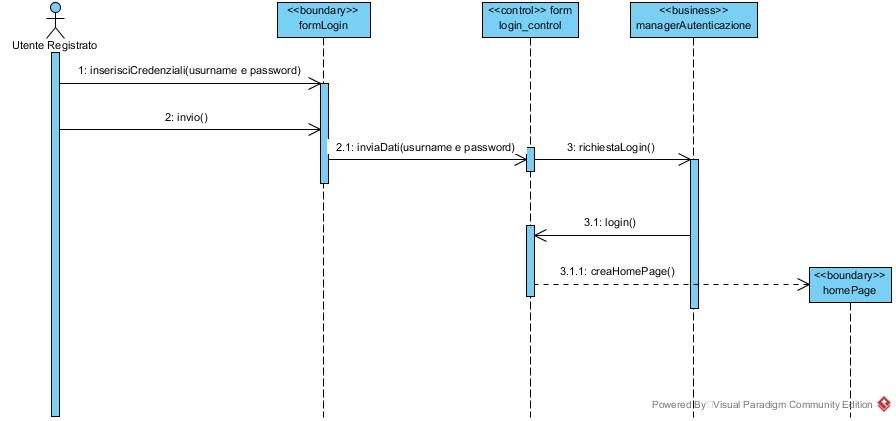 <<boundary>>
formLogin
<<control>> form
login_control
<<business>>
managerAutenticazione
Utente Registrato
1: inserisciCredenziali(usurname e password)
2: invio()
2.1: inviaDati(usurname e password)
3: richiestaLogin()
3.1: login()
3.1.1: creaHomePage()
<<boundary>>
homePage
Powered By Visual Paradigm Community Edition